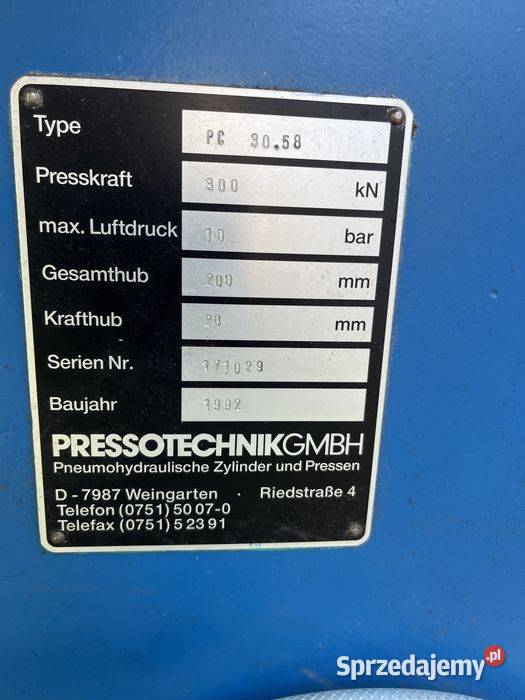 Type PC 30.58
Presskraft 300 kN
max. Luftdruck 10 bar
Gesamthub 200 mm
Krafthub 20 mm
Serien Nr. 171029
Baujahr 1992
PRESSOTECHNIKGMBH
Pneumohydraulische Zylinder und Pressen
D - 7987 Weingarten · Riedstraße 4
Telefon (0751) 50 07-0
Telefax (0751) 5 23 91
Sprzedajemy.pl